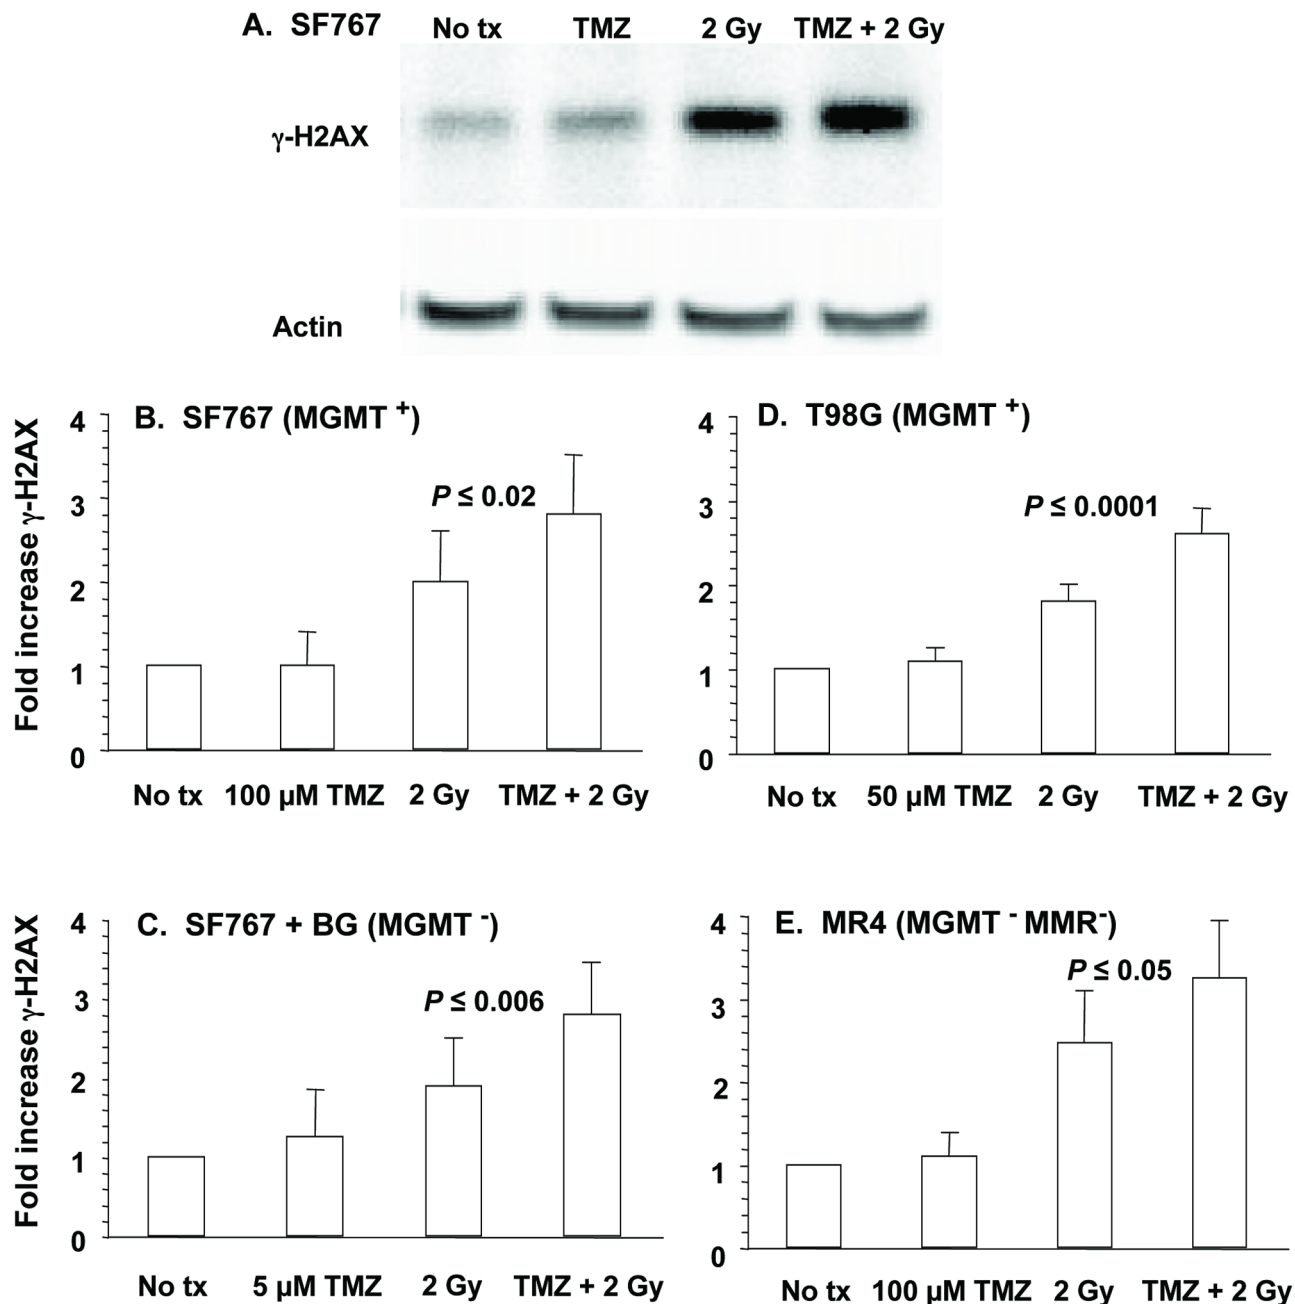 A. SF767
No tx TMZ 2 Gy TMZ + 2 Gy
γ-H2AX
Actin
B. SF767 (MGMT +)
Fold increase γ-H2AX
4
3
2
1
0
P ≤ 0.02
No tx 100 µM TMZ 2 Gy TMZ + 2 Gy
D. T98G (MGMT +)
4
3
2
1
0
P ≤ 0.0001
No tx 50 µM TMZ 2 Gy TMZ + 2 Gy
C. SF767 + BG (MGMT -)
Fold increase γ-H2AX
4
3
2
1
0
P ≤ 0.006
No tx 5 µM TMZ 2 Gy TMZ + 2 Gy
E. MR4 (MGMT - MMR-)
4
3
2
1
0
P ≤ 0.05
No tx 100 µM TMZ 2 Gy TMZ + 2 Gy